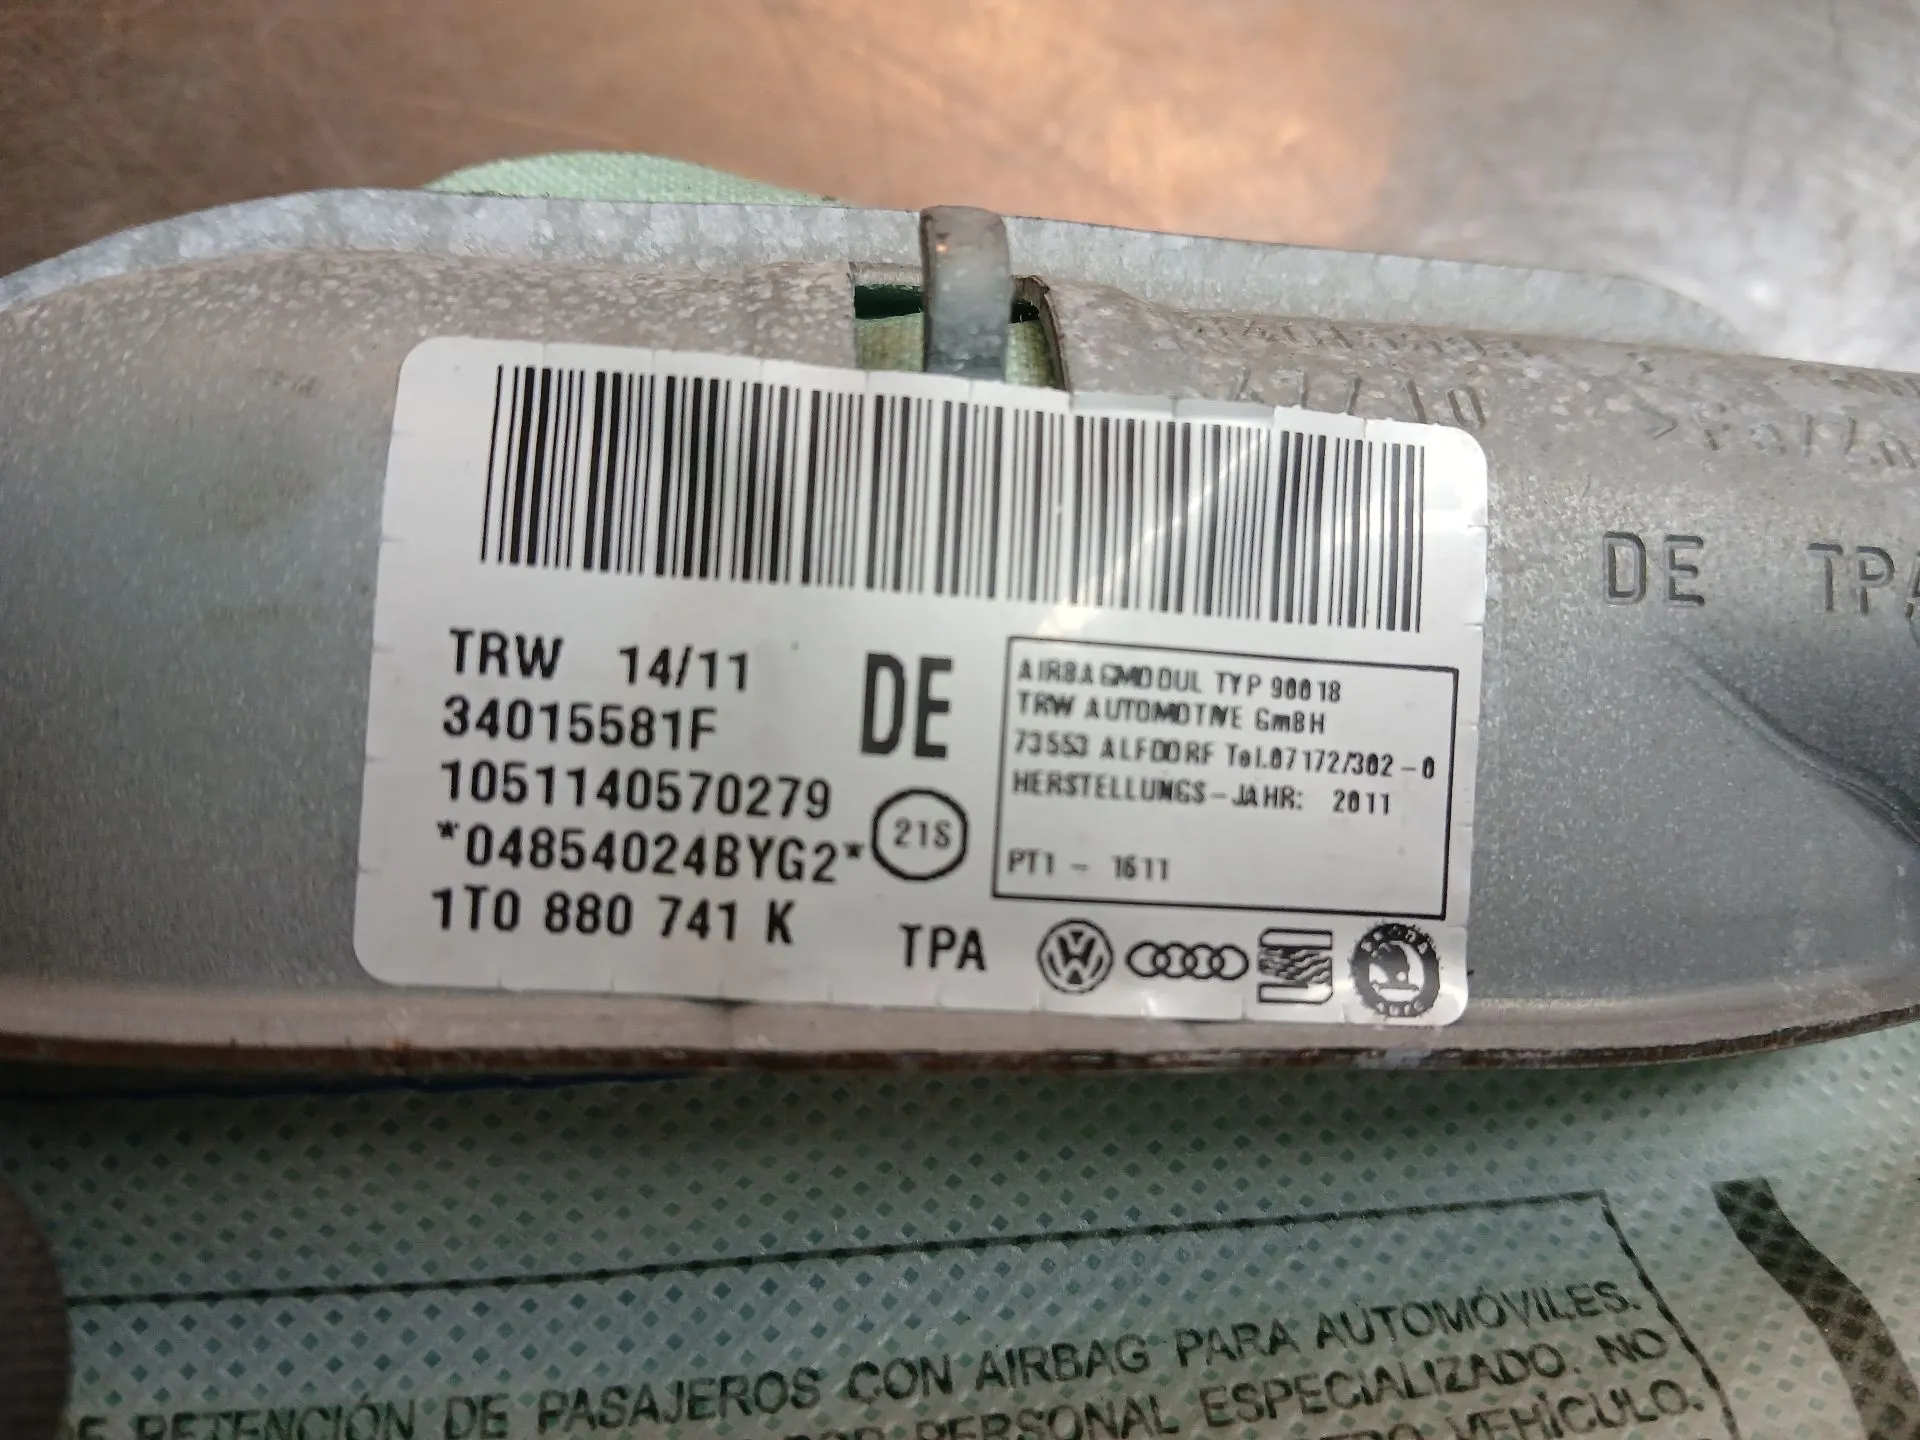 DE TPA
TRW 14/11
34015581F
1051140570279
*04854024BYG2*
1T0 880 741 K
DE
21S
TPA
AIRBAGMODUL TYP 90018
TRW AUTOMOTIVE GmBH
73553 ALFDORF Tel.07172/302-0
HERSTELLUNGS-JAHR: 2011
PT1 - 1611
RETENCIÓN DE PASAJEROS CON AIRBAG PARA AUTOMÓVILES.
PERSONAL ESPECIALIZADO. NO
VEHÍCULO.